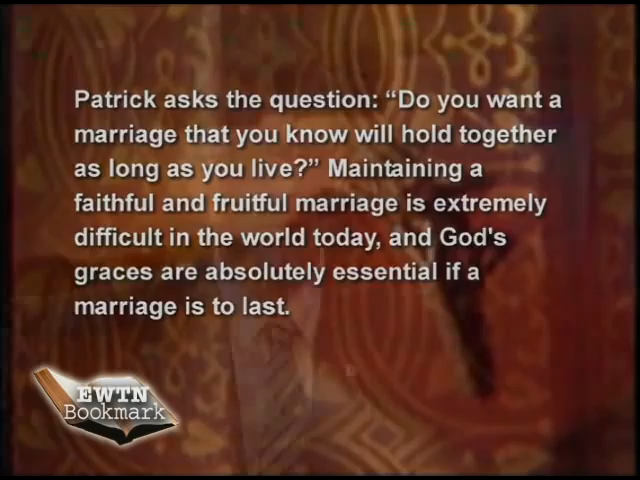 Patrick asks the question: “Do you want a
marriage that you know will hold together
as long as you live?” Maintaining a
faithful and fruitful marriage is extremely
difficult in the world today, and God's
graces are absolutely essential if a
marriage is to last.
EWTN
Bookmark